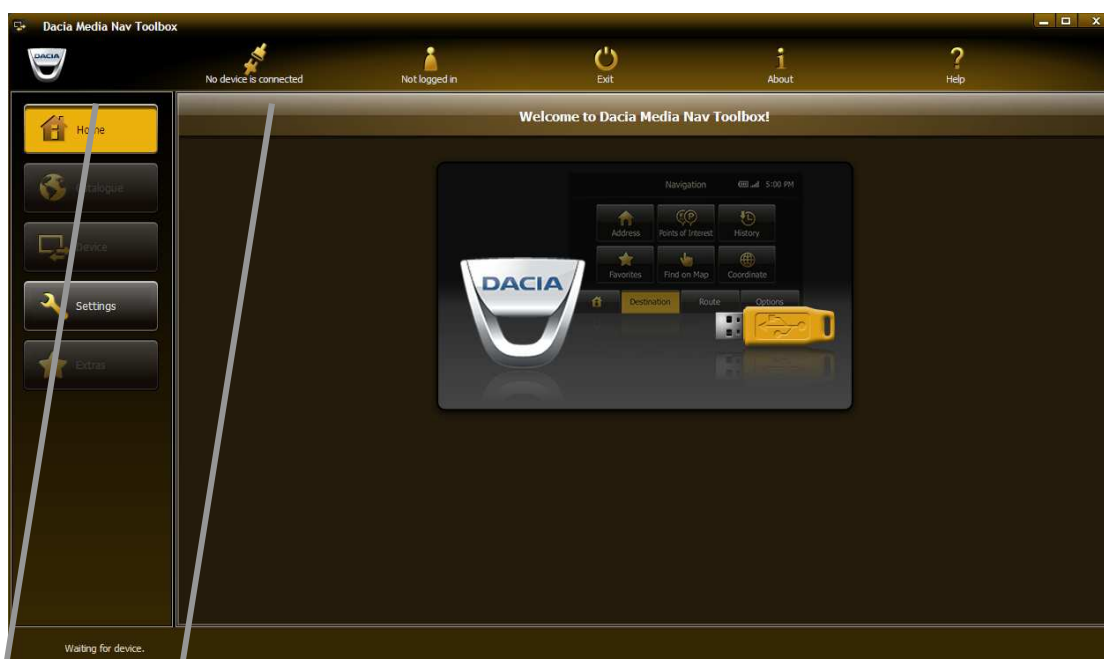 Dacia Media Nav Toolbox
DACIA
No device is connected
Not logged in
Exit
About
Help
Home
Welcome to Dacia Media Nav Toolbox!
Catalogue
Device
Settings
Extras
Navigation
5:00 PM
Address
Points of Interest
History
Favorites
Find on Map
Coordinate
Destination
Route
Options
DACIA
Waiting for device.